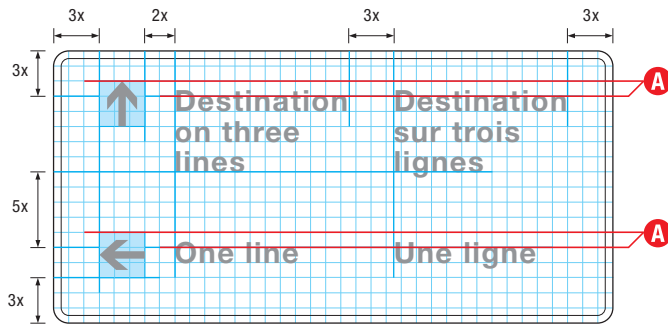 3x 2x 3x 3x
3x
A
Destination Destination
on three sur trois
lines lignes
5x
A
One line Une ligne
3x